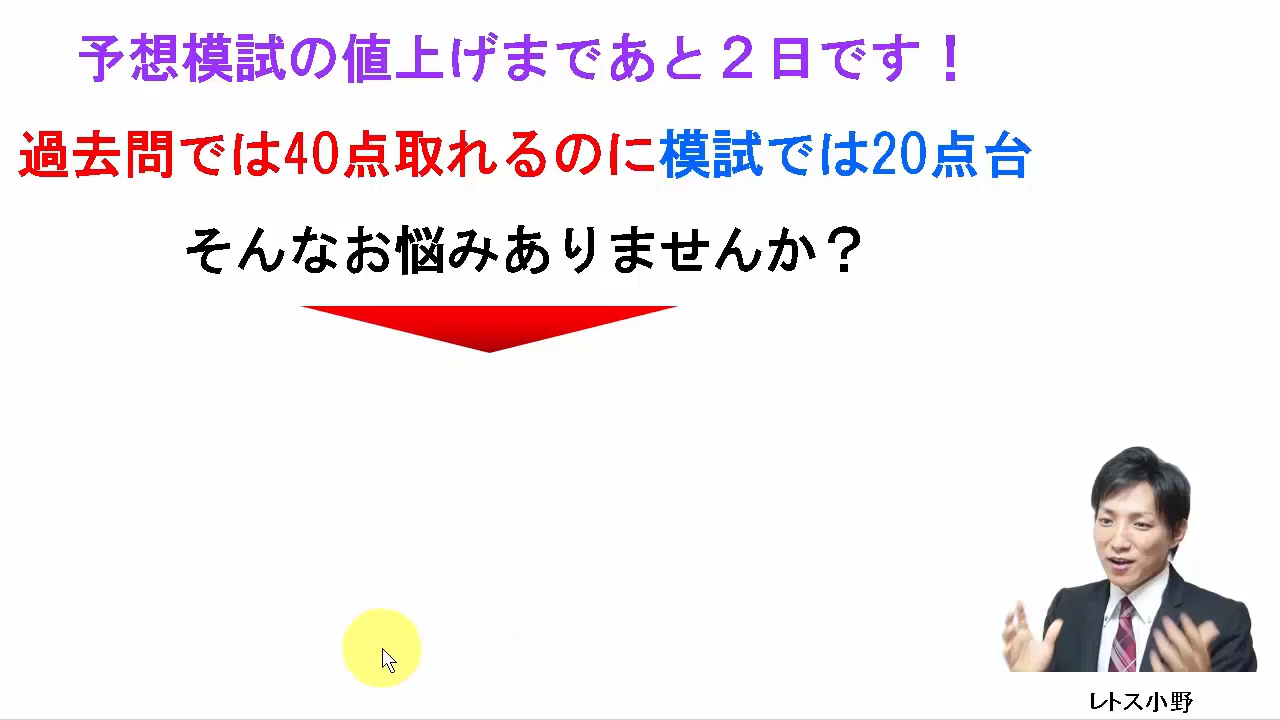 予想模試の値上げまであと２日です！
過去問では40点取れるのに模試では20点台
そんなお悩みありませんか？
レトス小野